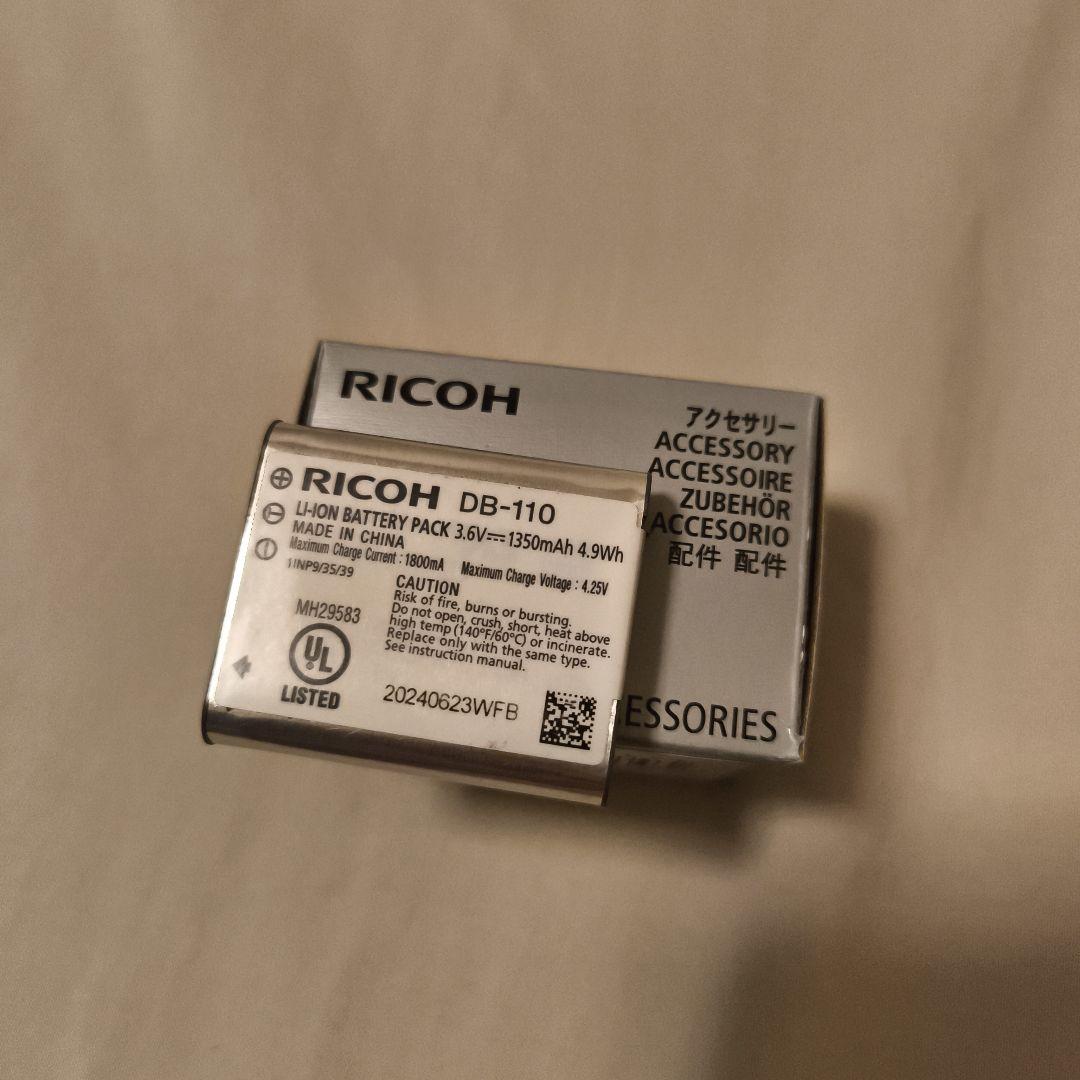 RICOH
アクセサリー
ACCESSORY
ACCESSOIRE
ZUBEHÖR
ACCESORIO
配件 配件
ESSORIES
RICOH DB-110
LI-ION BATTERY PACK 3.6V⎓1350mAh 4.9Wh
MADE IN CHINA
Maximum Charge Current : 1800mA Maximum Charge Voltage : 4.25V
1INP9/35/39
CAUTION
Risk of fire, burns or bursting.
Do not open, crush, short, heat above
high temp (140°F/60°C) or incinerate.
Replace only with the same type.
See instruction manual.
MH29583
UL
LISTED
20240623WFB